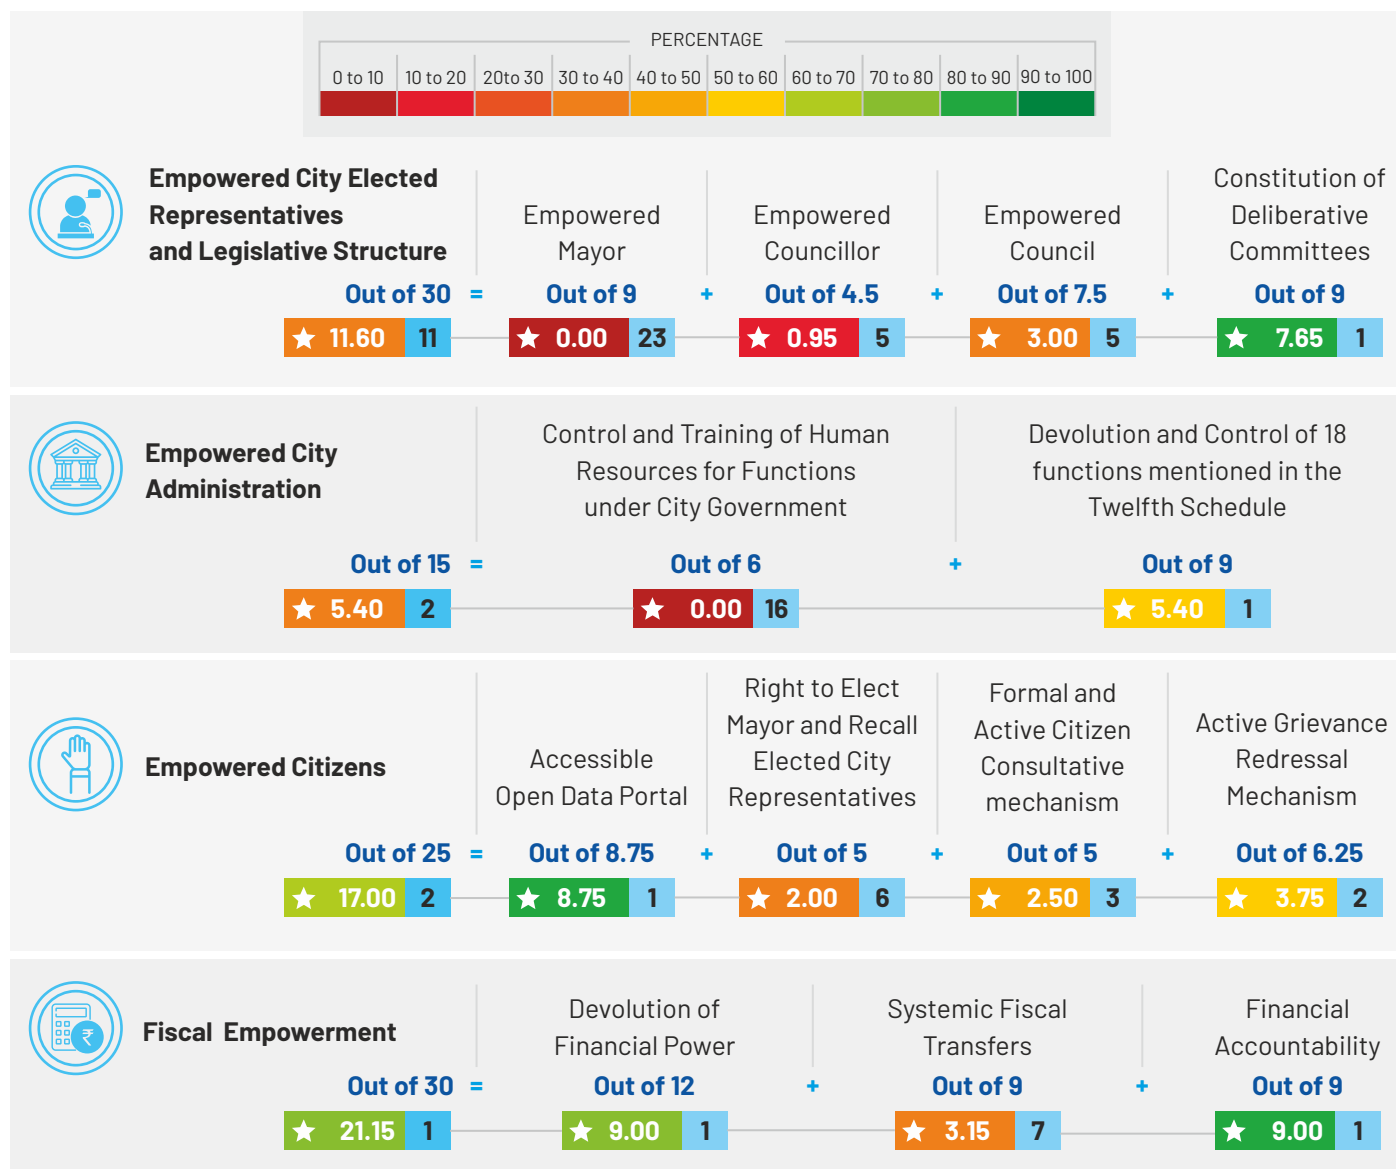 PERCENTAGE
0 to 10 10 to 20 20to 30 30 to 40 40 to 50 50 to 60 60 to 70 70 to 80 80 to 90 90 to 100
Empowered City Elected
Representatives
and Legislative Structure
Out of 30 =
11.60 11
Empowered
Mayor
Out of 9 +
0.00 23
Empowered
Councillor
Out of 4.5 +
0.95 5
Empowered
Council
Out of 7.5 +
3.00 5
Constitution of
Deliberative
Committees
Out of 9
7.65 1
Empowered City
Administration
Out of 15 =
5.40 2
Control and Training of Human
Resources for Functions
under City Government
Out of 6 +
0.00 16
Devolution and Control of 18
functions mentioned in the
Twelfth Schedule
Out of 9
5.40 1
Empowered Citizens
Out of 25 =
17.00 2
Accessible
Open Data Portal
Out of 8.75 +
8.75 1
Right to Elect
Mayor and Recall
Elected City
Representatives
Out of 5 +
2.00 6
Formal and
Active Citizen
Consultative
mechanism
Out of 5 +
2.50 3
Active Grievance
Redressal
Mechanism
Out of 6.25
3.75 2
₹
Fiscal Empowerment
Out of 30 =
21.15 1
Devolution of
Financial Power
Out of 12 +
9.00 1
Systemic Fiscal
Transfers
Out of 9 +
3.15 7
Financial
Accountability
Out of 9
9.00 1